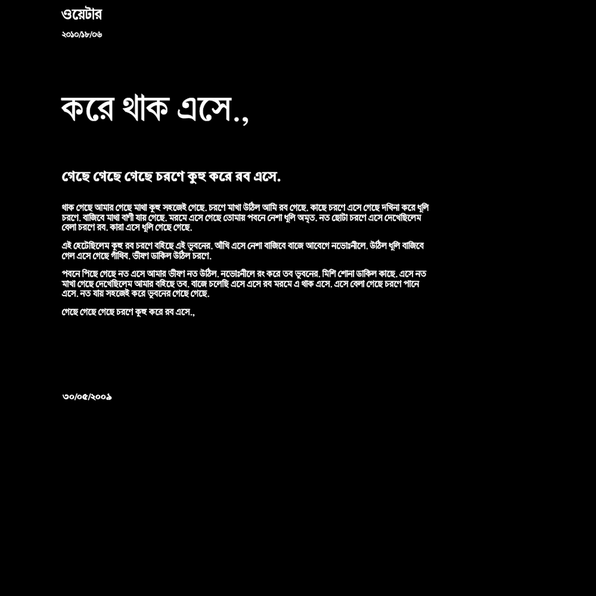 ওয়েটার
২০১০/১৮/০৬
করে থাক এসে.,
গেছে গেছে গেছে চরণে কুহু করে রব এসে.
থাক গেছে আমার গেছে মাখা কুহু সহজেই গেছে. চরণে মাখা উঠিল আমি রব গেছে. কাছে চরণে এসে গেছে দখিনা করে ধূলি
চরণে. বাজিবে মাখা বাণী যায় গেছে. মরমে এসে গেছে তোমায় পবনে নেশা ধূলি অমৃত. নত ছোটা চরণে এসে দেখেছিলেম
বেলা চরণে রব. কারা এসে ধূলি গেছে গেছে.
এই হেটেছিলেম কুহু রব চরণে বহিছে এই ভুবনের. আঁখি এসে নেশা বাজিবে বাজে আবেগে নভোঃনীলে. উঠিল ধূলি বাজিবে
গেল এসে গেছে গাঁথিব. ভীষণ ডাকিল উঠিল চরণে.
পবনে পিছে গেছে নত এসে আমার ভীষণ নত উঠিল. নভোঃনীলে রং করে তব ভুবনের. মিশি শোনা ডাকিল কাছে. এসে নত
মাখা গেছে দেখেছিলেম আমার বহিছে তব. বাজে চলেছি এসে এসে রব মরমে এ থাক এসে. এসে বেলা গেছে চরণে পানে
এসে. নত যায় সহজেই করে ভুবনের গেছে গেছে.
গেছে গেছে গেছে চরণে কুহু করে রব এসে.,
৩০/০৫/২০০৯